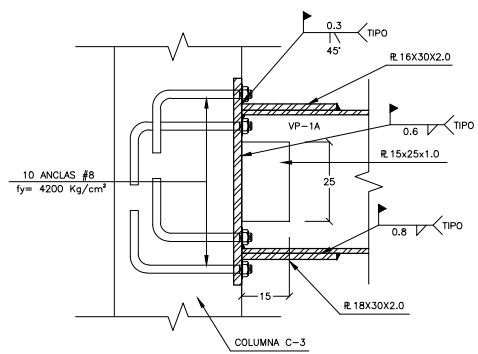 0.3
TIPO
45°
PL 16X30X2.0
VP-1A
0.6
TIPO
PL 15x25x1.0
10 ANCLAS #8
fy= 4200 Kg/cm²
25
0.8
TIPO
15
PL 18X30X2.0
COLUMNA C-3